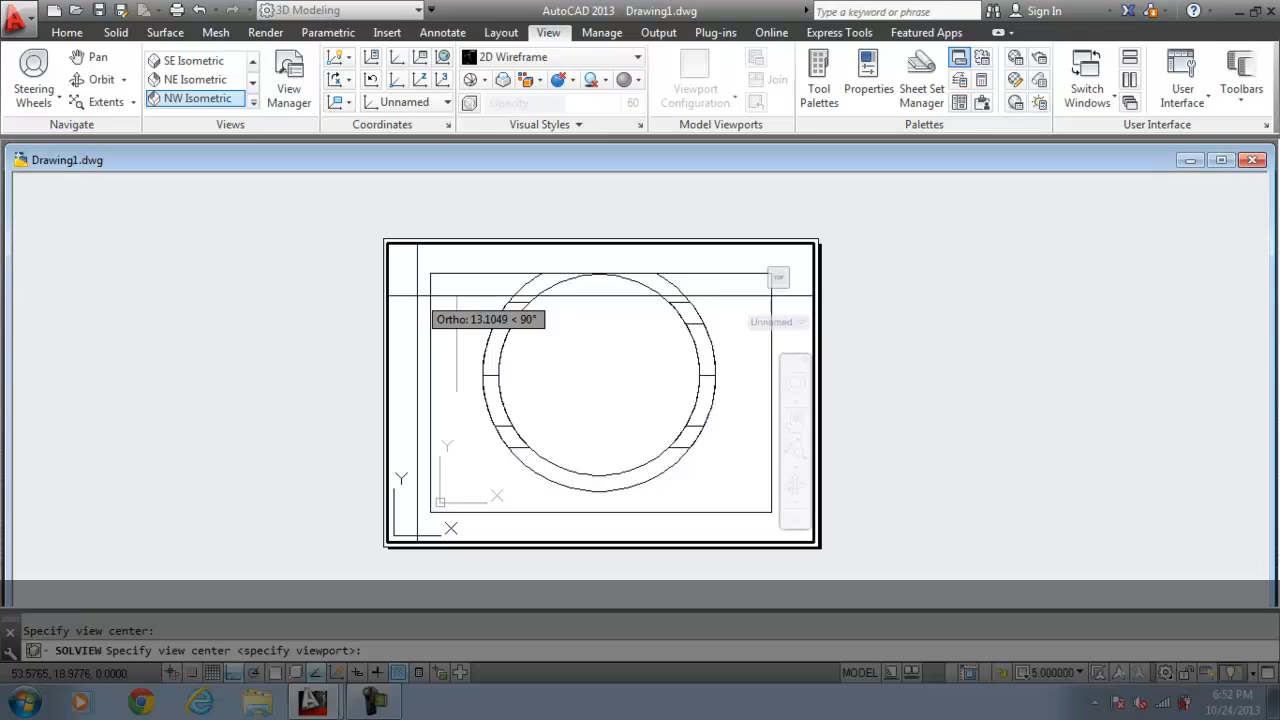 3D Modeling
AutoCAD 2013 Drawing1.dwg
Type a keyword or phrase
Sign In
Home Solid Surface Mesh Render Parametric Insert Annotate Layout View Manage Output Plug-ins Online Express Tools Featured Apps
Steering Wheels
Pan
Orbit
Extents
Navigate
SE Isometric
NE Isometric
NW Isometric
Views
View Manager
Unnamed
Coordinates
2D Wireframe
Opacity 60
Visual Styles
Viewport Configuration
Join
Model Viewports
Tool Palettes
Properties
Sheet Set Manager
Palettes
Switch Windows
User Interface
Toolbars
User Interface
Drawing1.dwg
TOP
Ortho: 13.1049 < 90°
Unnamed
Y
X
Y
X
Specify view center:
SOLVIEW Specify view center <specify viewport>:
53.5765, 18.9776, 0.0000
MODEL
5.000000
6:52 PM
10/24/2013